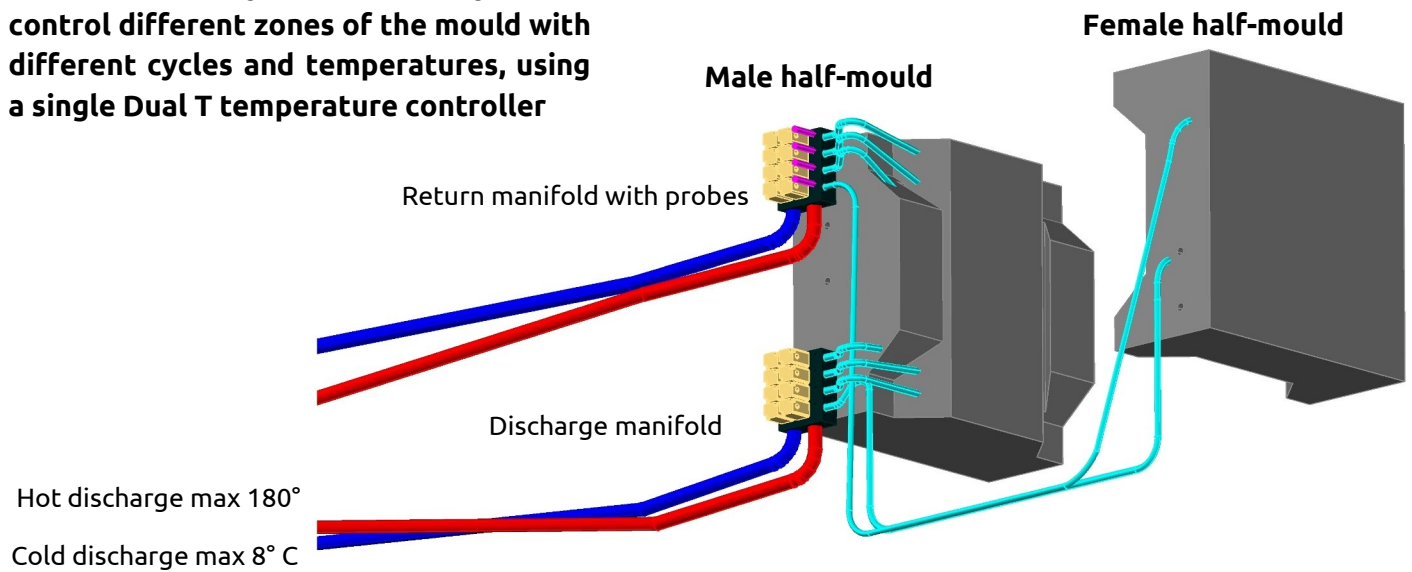 control different zones of the mould with
different cycles and temperatures, using
a single Dual T temperature controller
Female half-mould
Male half-mould
Return manifold with probes
Discharge manifold
Hot discharge max 180°
Cold discharge max 8° C